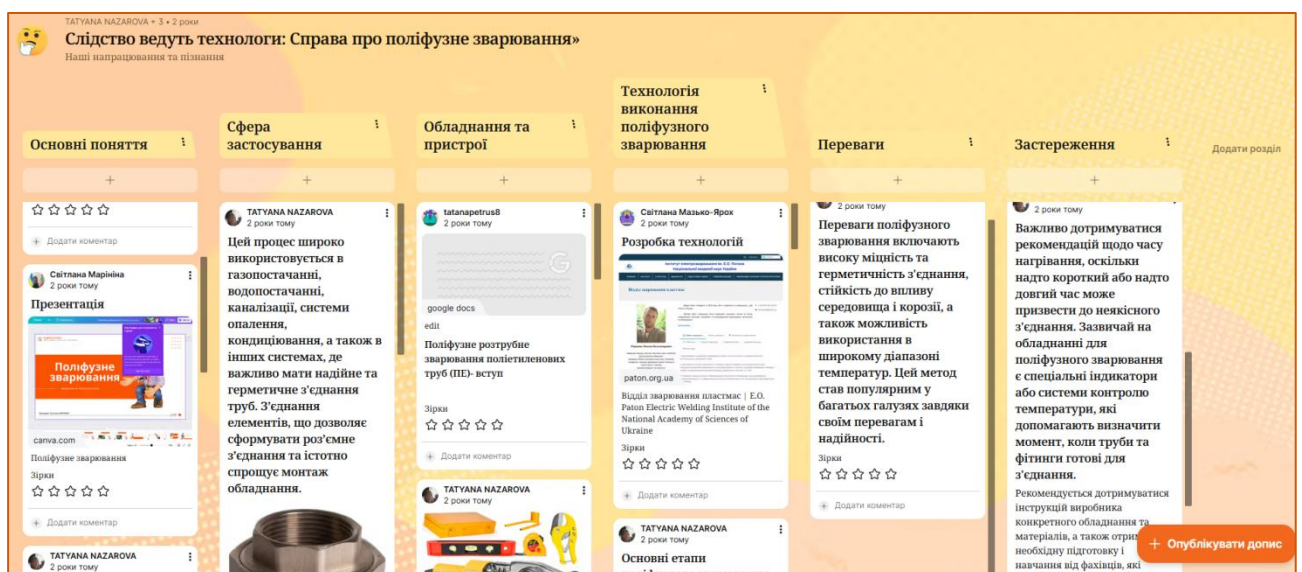 TATYANA NAZAROVA + 3 • 2 роки
Слідство ведуть технологи: Справа про поліфузне зварювання»
Наші напрацювання та пізнання
Основні поняття
Додати коментар
Світлана Марініна
2 роки тому
Презентація
Поліфузне
зварювання
canva.com
Поліфузне зварювання
Зірки
Додати коментар
TATYANA NAZAROVA
2 роки тому
Сфера
застосування
TATYANA NAZAROVA
2 роки тому
Цей процес широко
використовується в
газопостачанні,
водопостачанні,
каналізації, системи
опалення,
кондиціювання, а також в
інших системах, де
важливо мати надійне та
герметичне з'єднання
труб. З’єднання
елементів, що дозволяє
сформувати роз’ємне
з’єднання та істотно
спрощує монтаж
обладнання.
Обладнання та
пристрої
tatanapetrus8
2 роки тому
google docs
edit
Поліфузне розтрубне
зварювання поліетиленових
труб (ПЕ)- вступ
Зірки
Додати коментар
TATYANA NAZAROVA
2 роки тому
Технологія
виконання
поліфузного
зварювання
Світлана Мазько-Ярох
2 роки тому
Розробка технологій
paton.org.ua
Відділ зварювання пластмас | E.O.
Paton Electric Welding Institute of the
National Academy of Sciences of
Ukraine
Зірки
Додати коментар
TATYANA NAZAROVA
2 роки тому
Основні етапи
Переваги
2 роки тому
Переваги поліфузного
зварювання включають
високу міцність та
герметичність з'єднання,
стійкість до впливу
середовища і корозії, а
також можливість
використання в
широкому діапазоні
температур. Цей метод
став популярним у
багатьох галузях завдяки
своїм перевагам і
надійності.
Зірки
Додати коментар
Застереження
2 роки тому
Важливо дотримуватися
рекомендацій щодо часу
нагрівання, оскільки
надто короткий або надто
довгий час може
призвести до неякісного
з'єднання. Зазвичай на
обладнанні для
поліфузного зварювання
є спеціальні індикатори
або системи контролю
температури, які
допомагають визначити
момент, коли труби та
фітинги готові для
з'єднання.
Рекомендується дотримуватися
інструкцій виробника
конкретного обладнання та
матеріалів, а також
необхідну підготовку і
навчання від фахівців, які
Додати розділ
+ Опублікувати допис